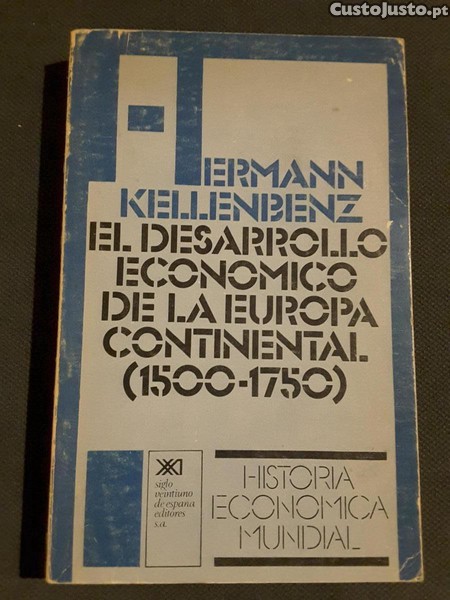 CustoJusto.pt
HERMANN
KELLENBENZ
EL DESARROLLO
ECONOMICO
DE LA EUROPA
CONTINENTAL
(1500-1750)
siglo
veintiuno
de españa
editores
s.a.
HISTORIA
ECONOMICA
MUNDIAL